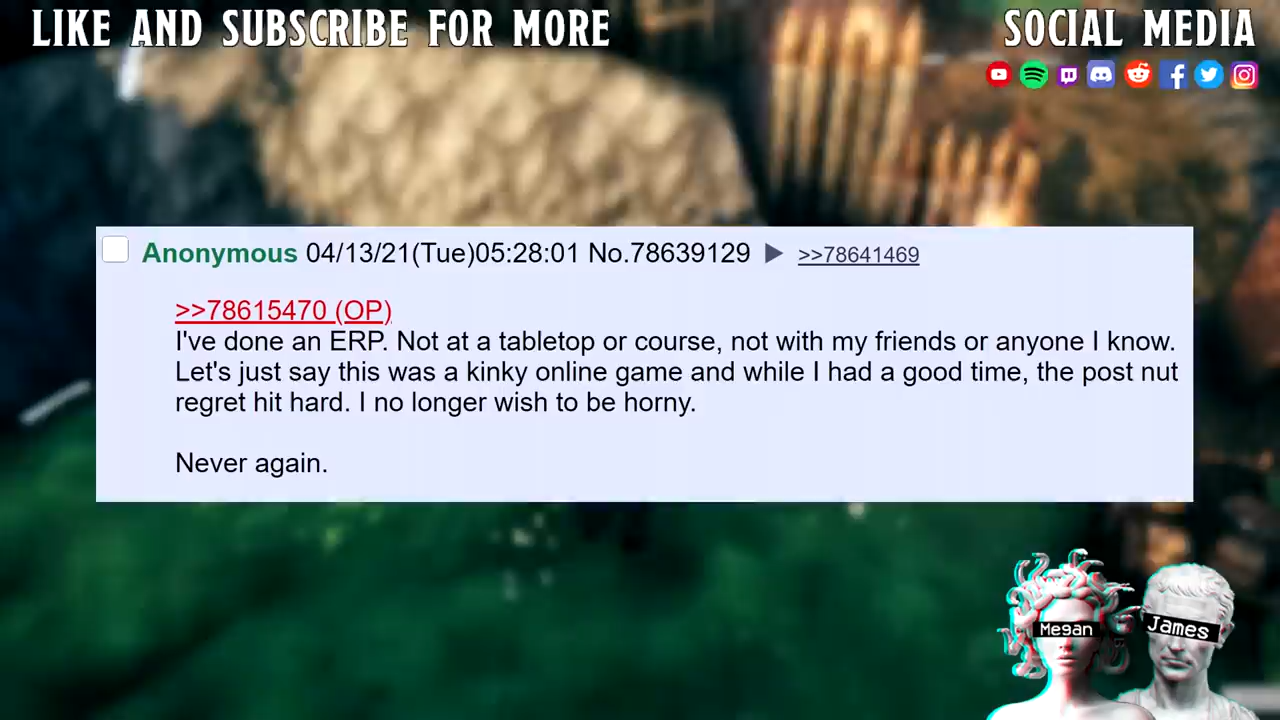 LIKE AND SUBSCRIBE FOR MORE
SOCIAL MEDIA
Anonymous 04/13/21(Tue)05:28:01 No.78639129 ▶ >>78641469
>>78615470 (OP)
I've done an ERP. Not at a tabletop or course, not with my friends or anyone I know.
Let's just say this was a kinky online game and while I had a good time, the post nut
regret hit hard. I no longer wish to be horny.
Never again.
Megan
James